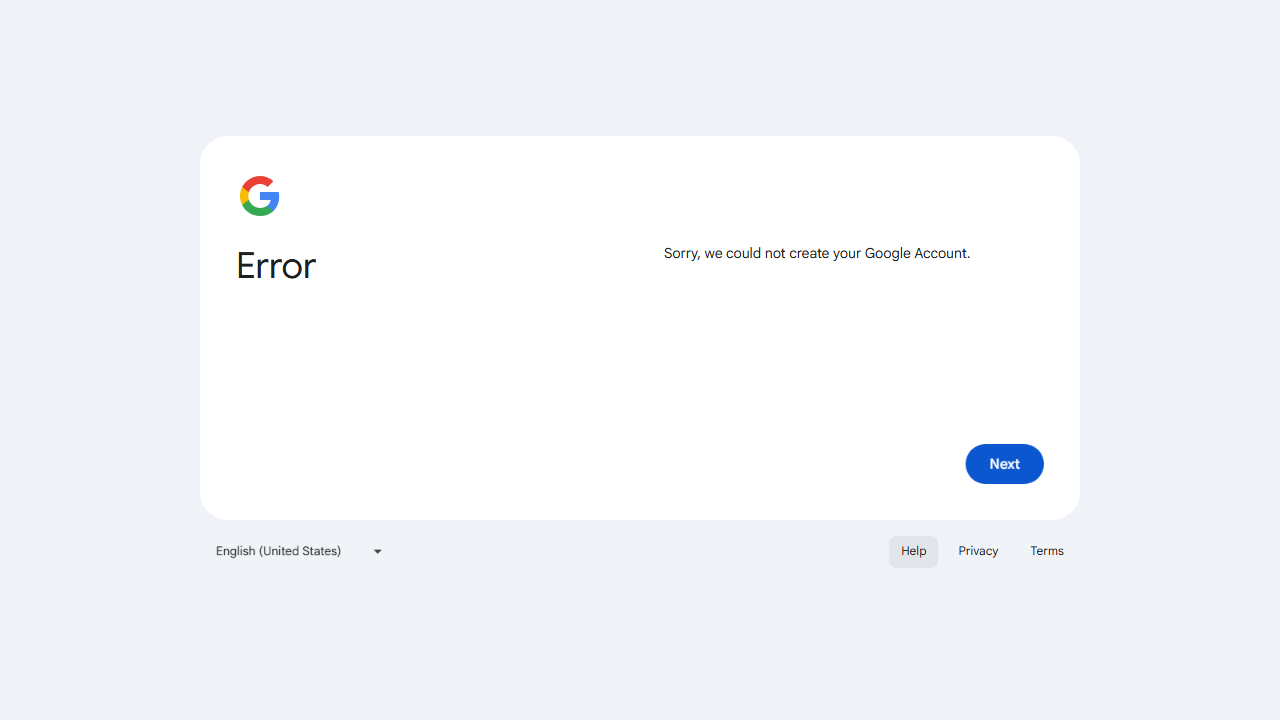 Error
Sorry, we could not create your Google Account.
Next
English (United States)
Help
Privacy
Terms